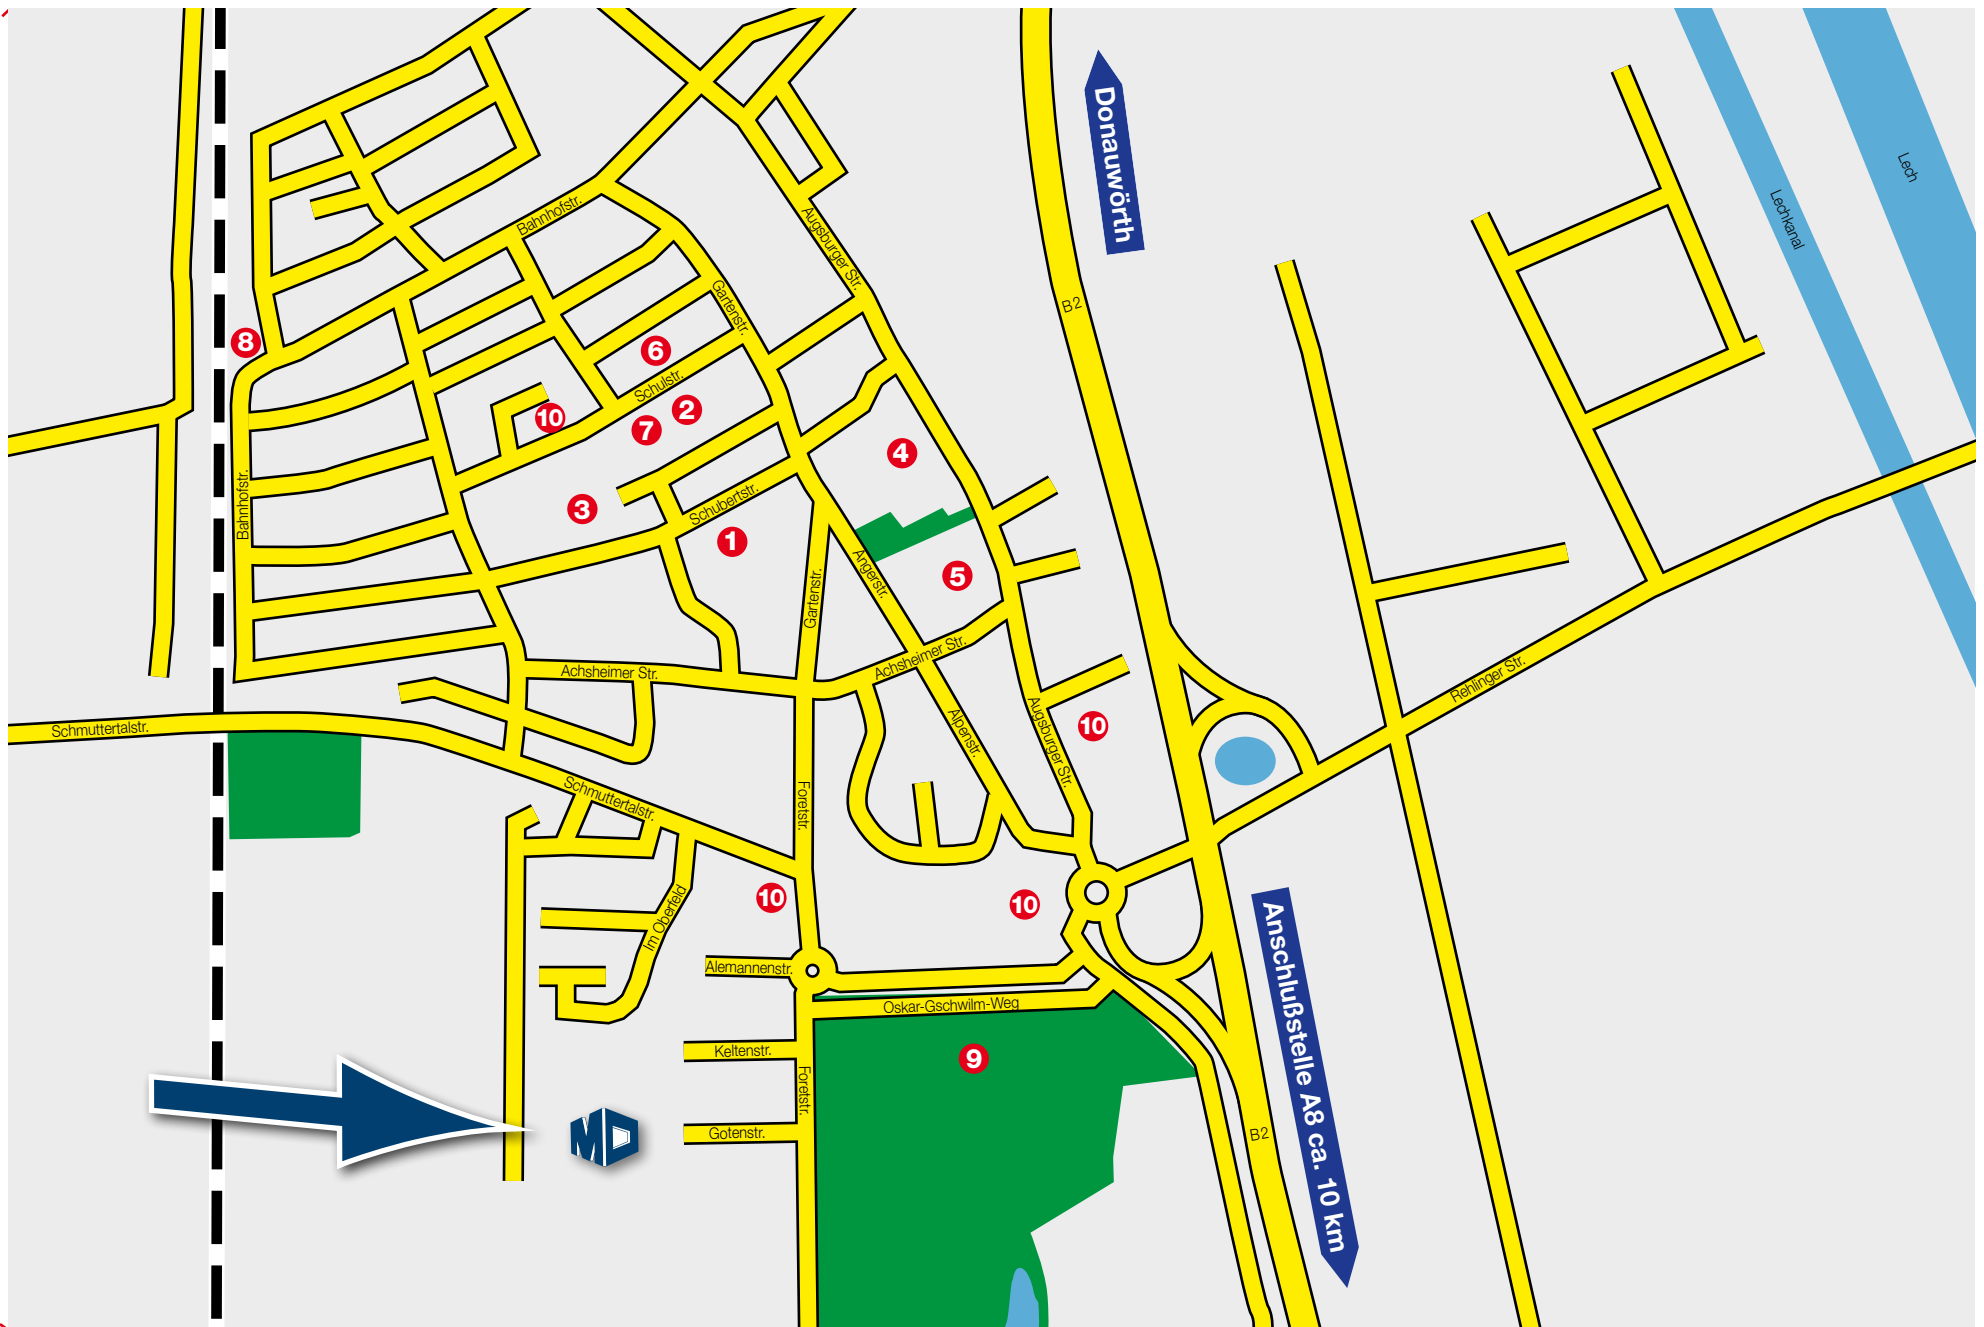 Donauwörth
Lech
Lechkanal
Bahnhofstr.
Augsburger Str.
B2
Gartenstr.
8
6
Schulstr.
2
10
7
4
Bahnhofstr.
3
Schubertstr.
1
Angerstr.
5
Gartenstr.
Achsheimer Str.
Achsheimer Str.
Rehlinger Str.
Schmuttertalstr.
Alpenstr.
Augsburger Str.
10
Schmuttertalstr.
Foretstr.
10
10
Im Oberfeld
Alemannenstr.
Oskar-Gschwilm-Weg
Anschlußstelle A8 ca. 10 km
Keltenstr.
9
Foretstr.
Gotenstr.
B2
MD